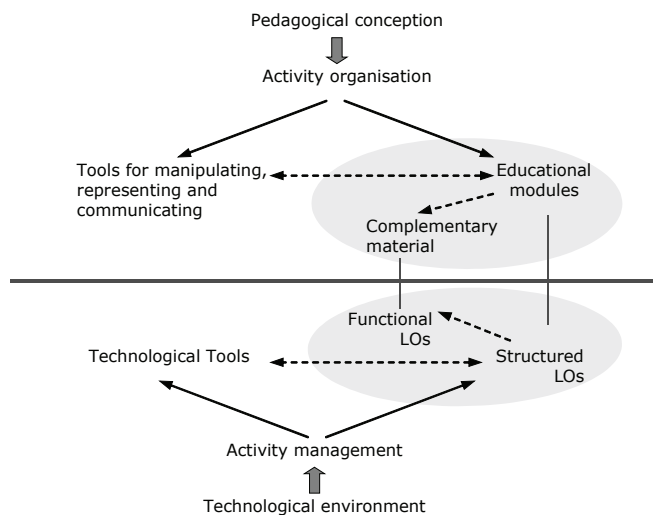 Pedagogical conception
Activity organisation
Tools for manipulating,
representing and
communicating
Educational
modules
Complementary
material
Functional
LOs
Technological Tools
Structured
LOs
Activity management
Technological environment